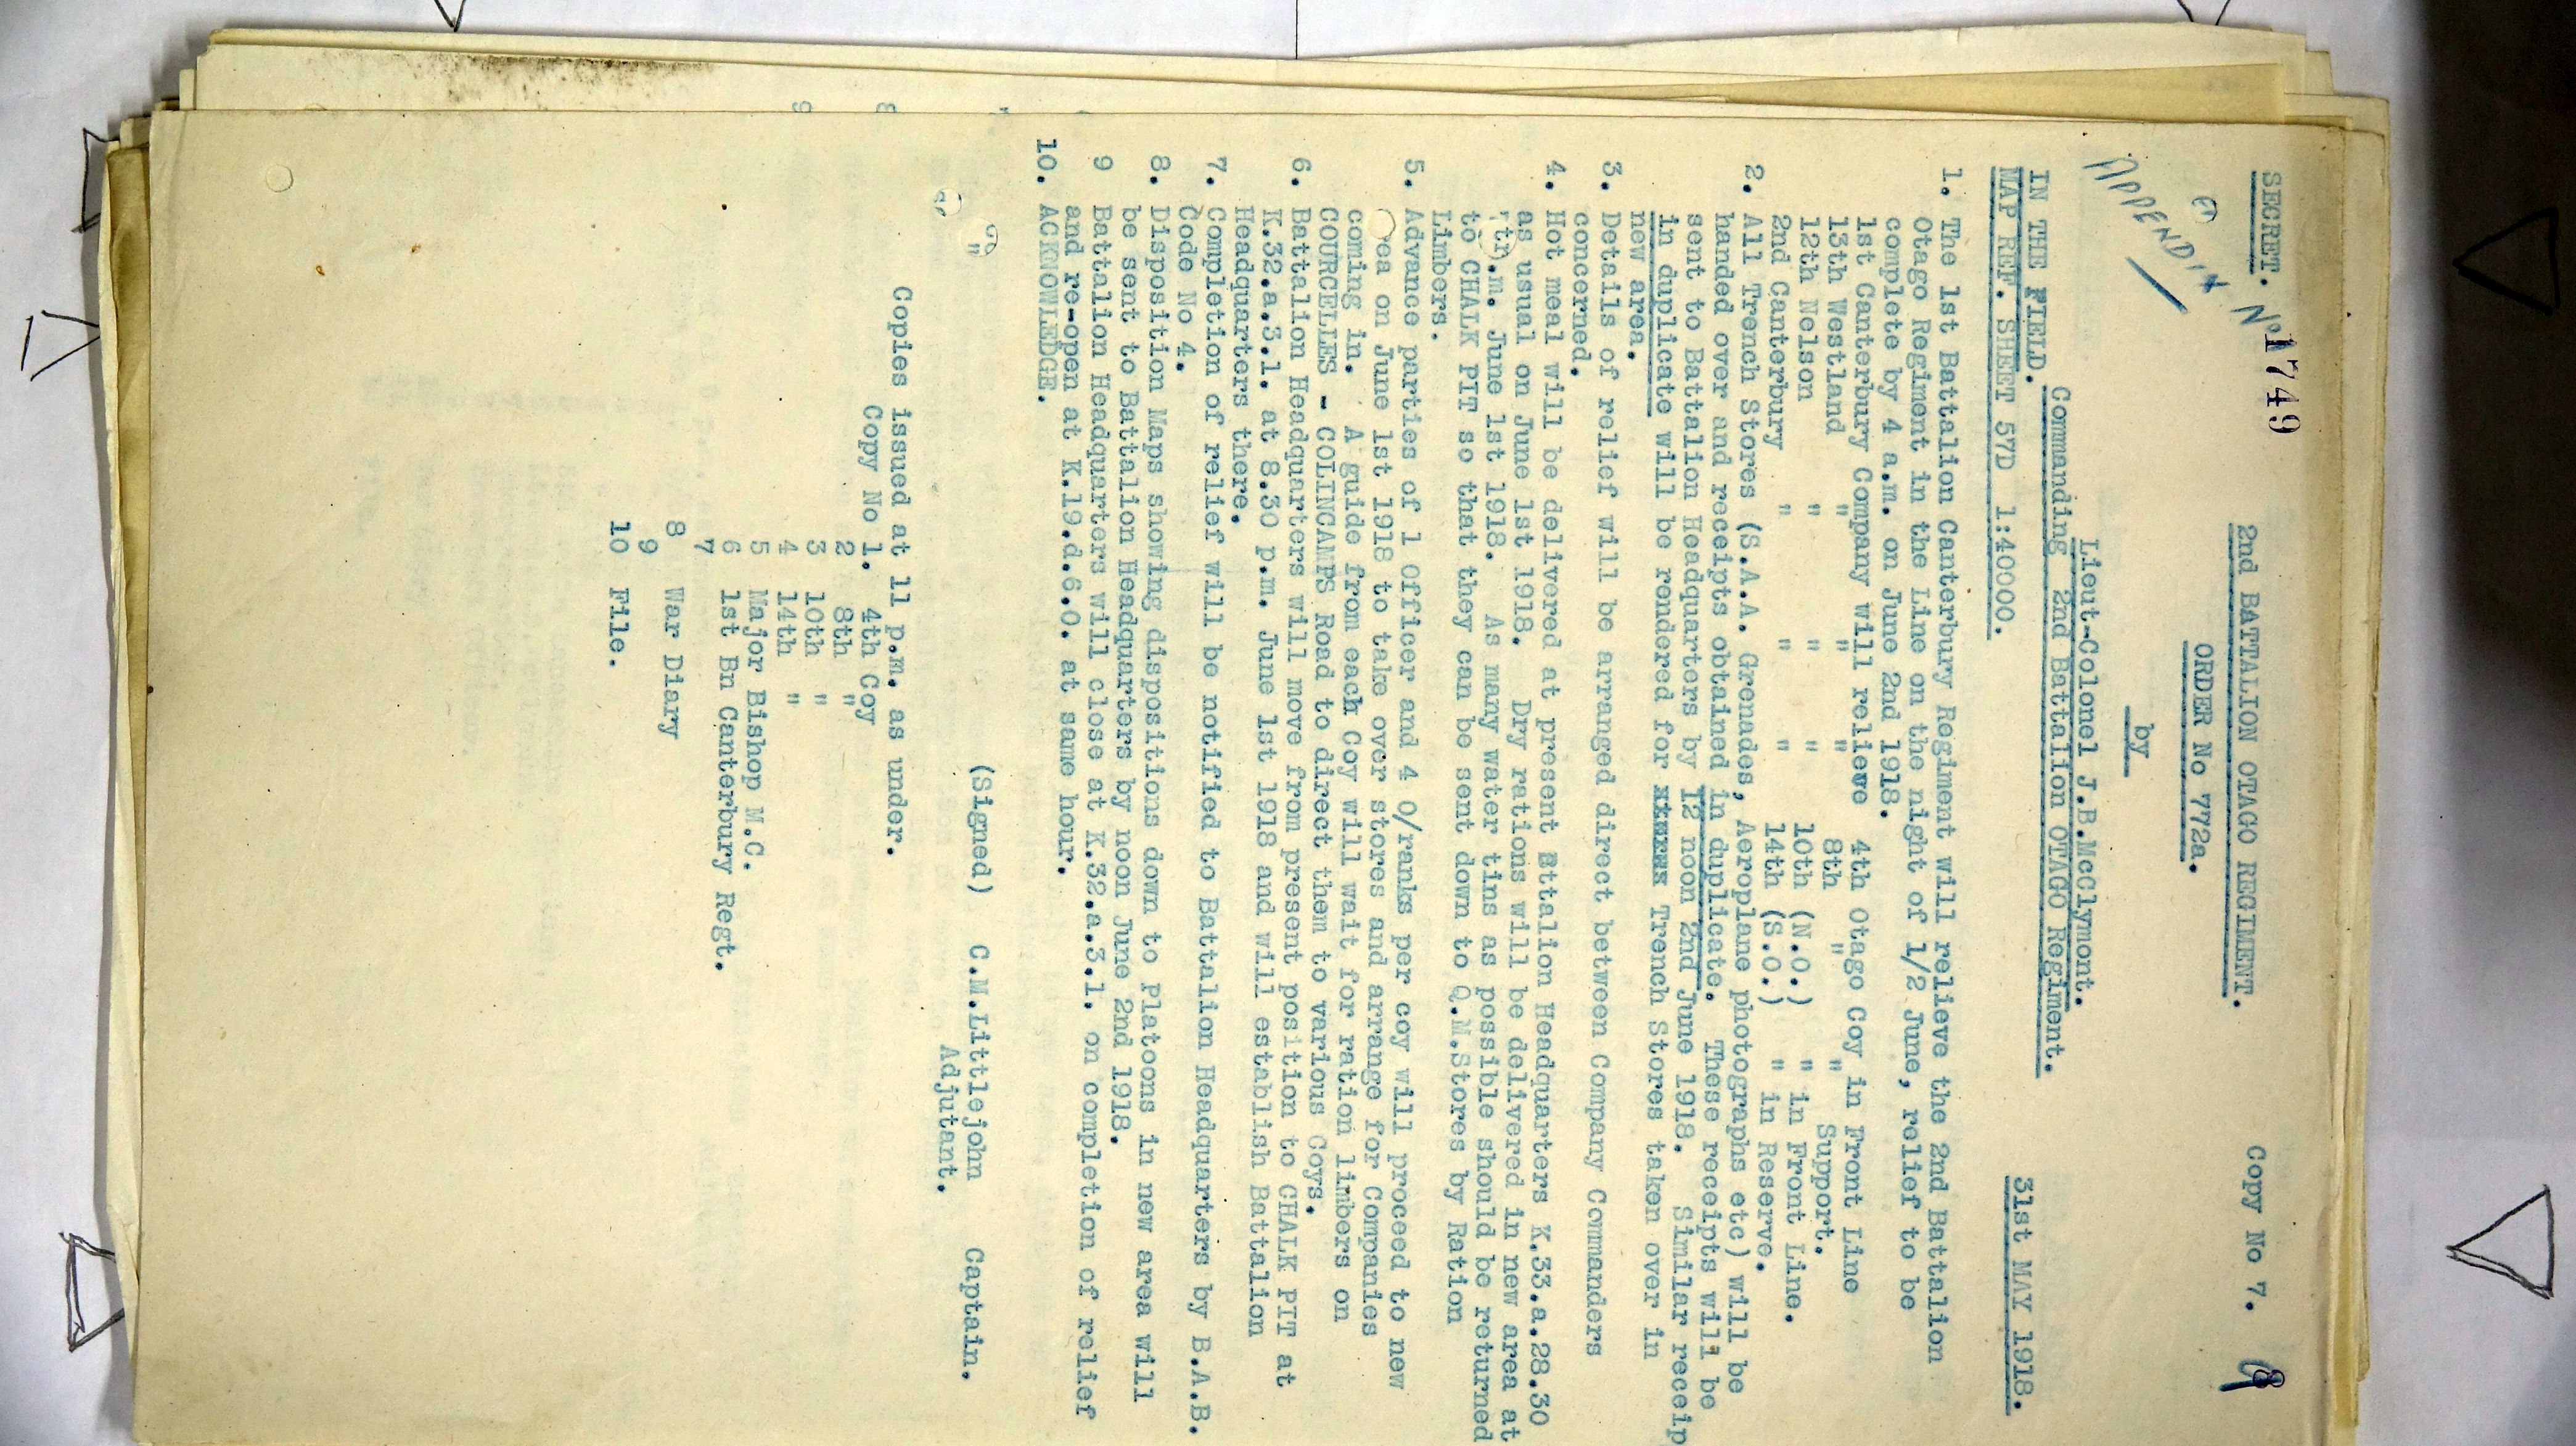 SECRET. No 1749
Copy No 7. 9
2nd BATTALION OTAGO REGIMENT.
ORDER No 772a.
APPENDIX
by
Lieut-Colonel J.B.McClymont.
Commanding 2nd Battalion OTAGO Regiment.
IN THE FIELD.
31st MAY 1918.
MAP REF. SHEET 57D 1:40000.
1. The 1st Battalion Canterbury Regiment will relieve the 2nd Battalion
Otago Regiment in the Line on the night of 1/2 June, relief to be
complete by 4 a.m. on June 2nd 1918.
1st Canterbury Company will relieve 4th Otago Coy in Front Line
13th Westland " " " 8th " " Support.
12th Nelson " " " 10th (N.O.) " in Front Line.
2nd Canterbury " " " 14th (S.O.) " in Reserve.
2. All Trench Stores (S.A.A. Grenades, Aeroplane photographs etc) will be
handed over and receipts obtained in duplicate. These receipts will be
sent to Battalion Headquarters by 12 noon 2nd June 1918. Similar receip
in duplicate will be rendered for Trench Stores taken over in
new area.
3. Details of relief will be arranged direct between Company Commanders
concerned.
4. Hot meal will be delivered at present Battalion Headquarters K.33.a.28.30
as usual on June 1st 1918. Dry rations will be delivered in new area at
.m. June 1st 1918. As many water tins as possible should be returned
to CHALK PIT so that they can be sent down to Q.M.Stores by Ration
Limbers.
5. Advance parties of 1 Officer and 4 O/ranks per coy will proceed to new
ea on June 1st 1918 to take over stores and arrange for Companies
coming in. A guide from each Coy will wait for ration limbers on
COURCELLES - COLINCAMPS Road to direct them to various Coys.
6. Battalion Headquarters will move from present position to CHALK PIT at
K.32.a.3.1. at 8.30 p.m. June 1st 1918 and will establish Battalion
Headquarters there.
7. Completion of relief will be notified to Battalion Headquarters by B.A.B.
Code No 4.
8. Disposition Maps showing dispositions down to Platoons in new area will
be sent to Battalion Headquarters by noon June 2nd 1918.
9 Battalion Headquarters will close at K.32.a.3.1. on completion of relief
and re-open at K.19.d.6.0. at same hour.
10. ACKNOWLEDGE.
(Signed) C.M.Littlejohn Captain.
Adjutant.
Copies issued at 11 p.m. as under.
Copy No 1. 4th Coy
2 8th "
3 10th "
4 14th "
5 Major Bishop M.C.
6 1st Bn Canterbury Regt.
7
8 War Diary
9
10 File.